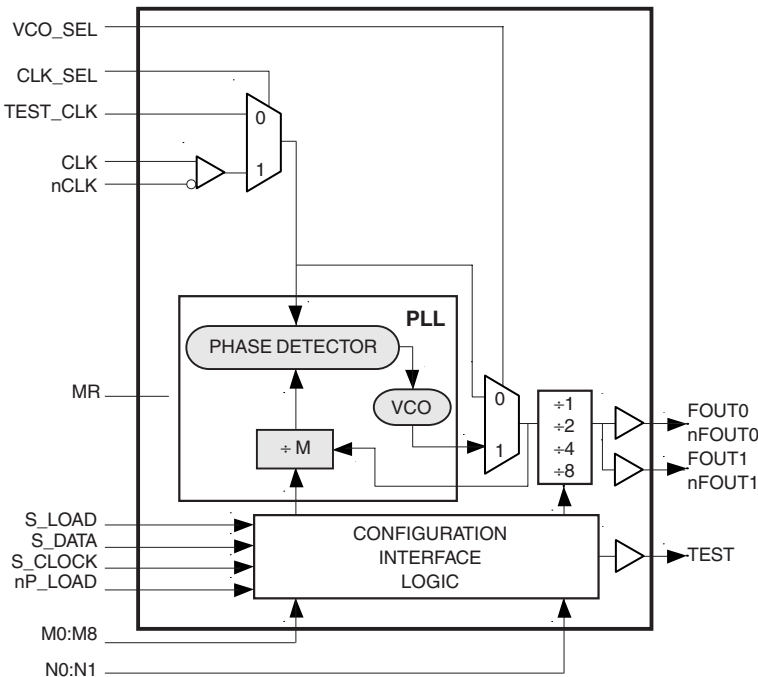 VCO_SEL
CLK_SEL
TEST_CLK
0
CLK
1
nCLK
PLL
PHASE DETECTOR
MR
VCO
0
÷1
FOUT0
÷2
nFOUT0
÷ M
1
÷4
FOUT1
÷8
nFOUT1
S_LOAD
CONFIGURATION
S_DATA
INTERFACE
TEST
S_CLOCK
LOGIC
nP_LOAD
M0:M8
N0:N1